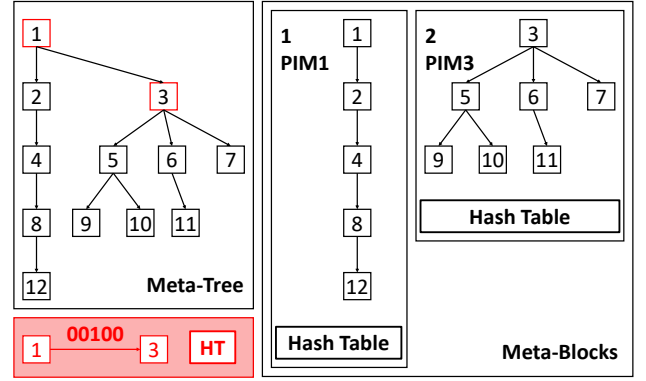 1
2 3
4 5 6 7
8 9 10 11
12 Meta-Tree
00100
1 3 HT
1
PIM1
1
2
4
8
12
Hash Table
2
PIM3
3
5 6 7
9 10 11
Hash Table
Meta-Blocks